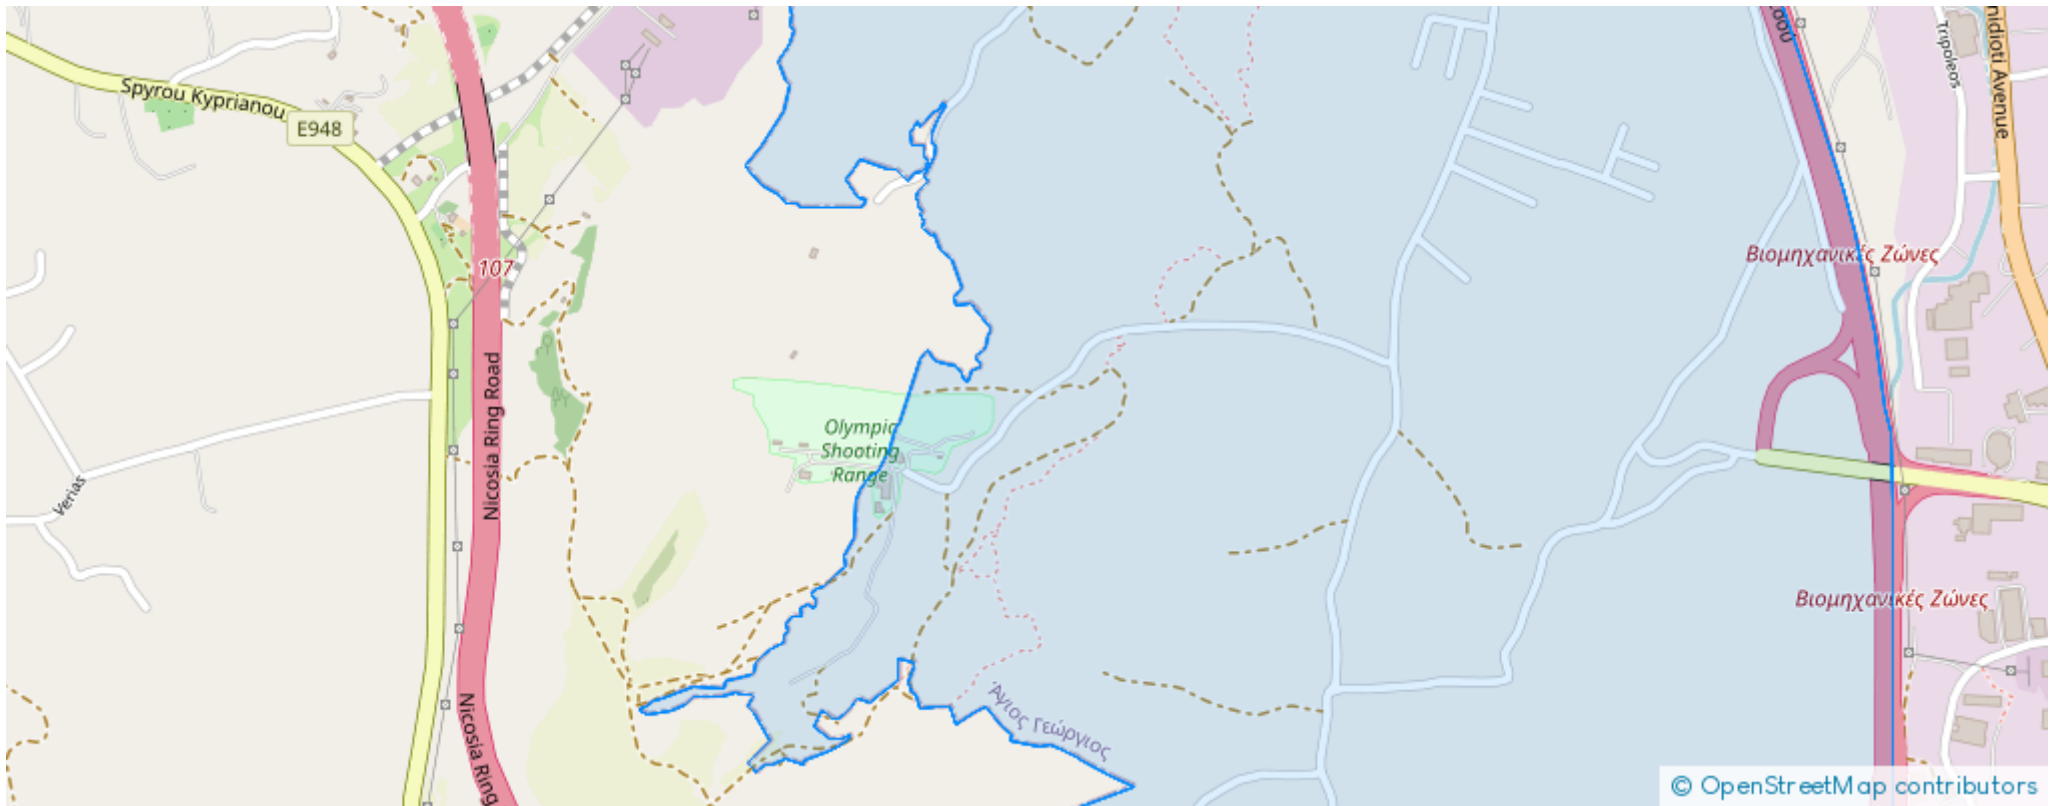 Spyrou Kyprianou
E948
107
Nicosia Ring Road
Nicosia Ring
Verias
Olympic
Shooting
Range
Άγιος Γεώργιος
Tripoleos
Avenue
Βιομηχανικές Ζώνες
Βιομηχανικές Ζώνες
© OpenStreetMap contributors